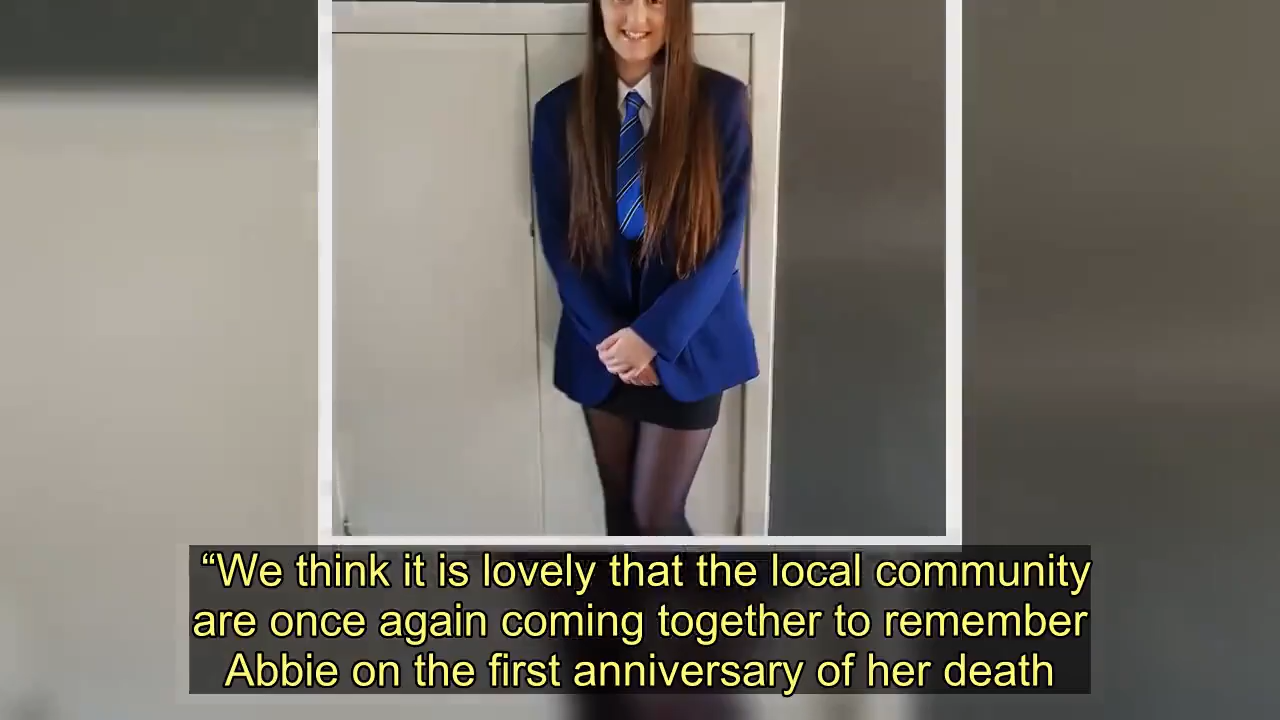 “We think it is lovely that the local community
are once again coming together to remember
Abbie on the first anniversary of her death